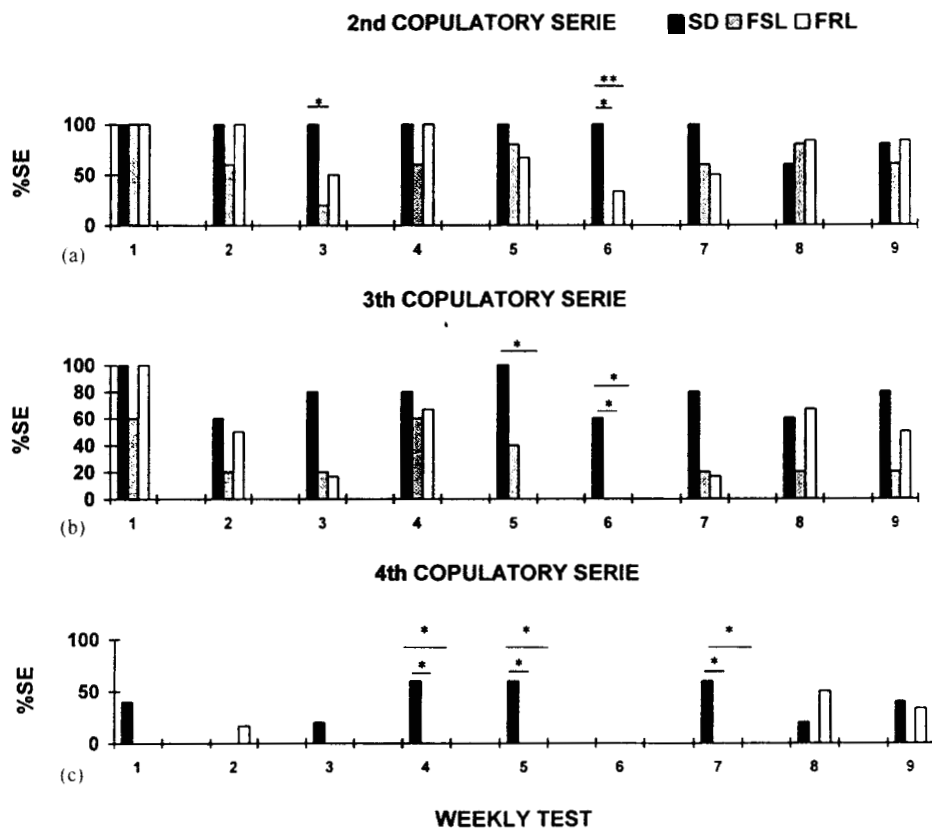 2nd COPULATORY SERIE SD FSL FRL
* ** *
100
50
0
%SE
1 2 3 4 5 6 7 8 9
(a)
3th COPULATORY SERIE
* * *
100
80
60
40
20
0
%SE
1 2 3 4 5 6 7 8 9
(b)
4th COPULATORY SERIE
* * * * * *
100
50
0
%SE
1 2 3 4 5 6 7 8 9
(c)
WEEKLY TEST